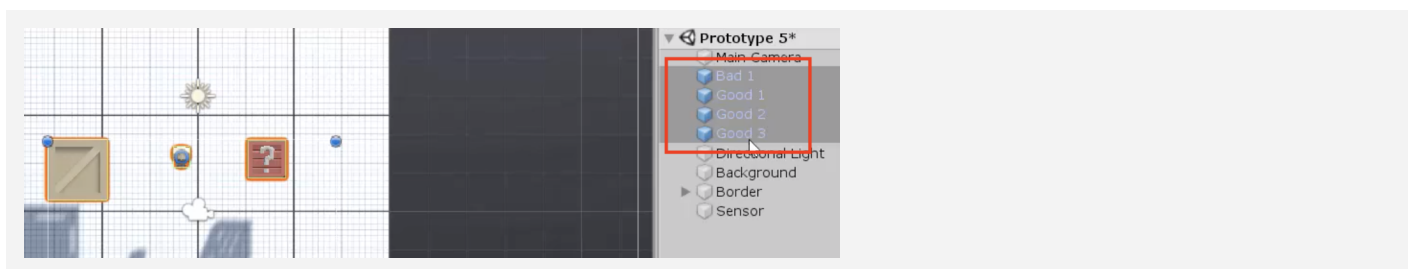 Prototype 5*
Main Camera
Bad 1
Good 1
Good 2
Good 3
Directional Light
Background
Border
Sensor
?